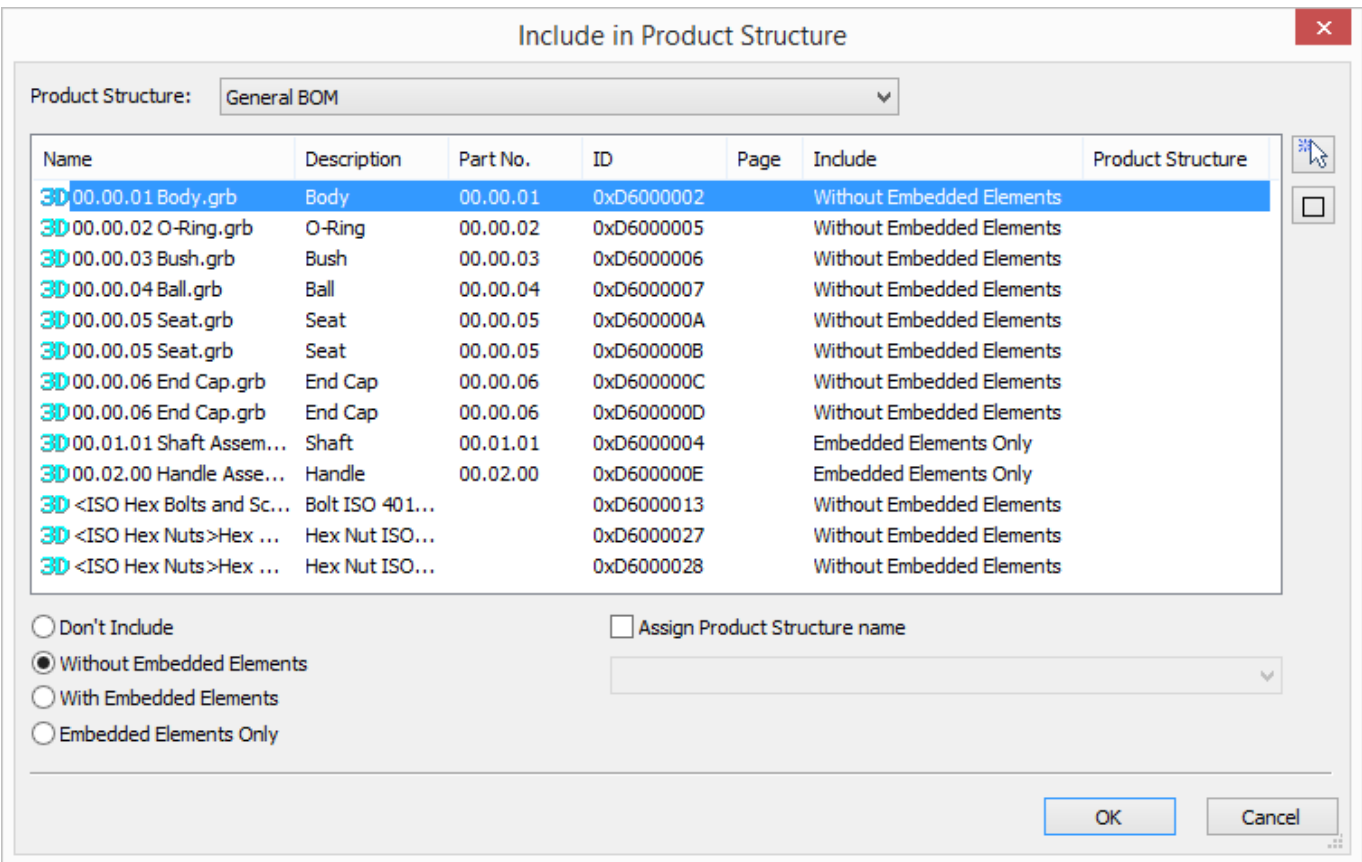 Include in Product Structure
Product Structure: General BOM
Name Description Part No. ID Page Include Product Structure
3D 00.00.01 Body.grb Body 00.00.01 0xD6000002 Without Embedded Elements
3D 00.00.02 O-Ring.grb O-Ring 00.00.02 0xD6000005 Without Embedded Elements
3D 00.00.03 Bush.grb Bush 00.00.03 0xD6000006 Without Embedded Elements
3D 00.00.04 Ball.grb Ball 00.00.04 0xD6000007 Without Embedded Elements
3D 00.00.05 Seat.grb Seat 00.00.05 0xD600000A Without Embedded Elements
3D 00.00.05 Seat.grb Seat 00.00.05 0xD600000B Without Embedded Elements
3D 00.00.06 End Cap.grb End Cap 00.00.06 0xD600000C Without Embedded Elements
3D 00.00.06 End Cap.grb End Cap 00.00.06 0xD600000D Without Embedded Elements
3D 00.01.01 Shaft Assem... Shaft 00.01.01 0xD6000004 Embedded Elements Only
3D 00.02.00 Handle Asse... Handle 00.02.00 0xD600000E Embedded Elements Only
3D <ISO Hex Bolts and Sc... Bolt ISO 401... 0xD6000013 Without Embedded Elements
3D <ISO Hex Nuts>Hex ... Hex Nut ISO... 0xD6000027 Without Embedded Elements
3D <ISO Hex Nuts>Hex ... Hex Nut ISO... 0xD6000028 Without Embedded Elements
Don't Include
Assign Product Structure name
Without Embedded Elements
With Embedded Elements
Embedded Elements Only
OK Cancel